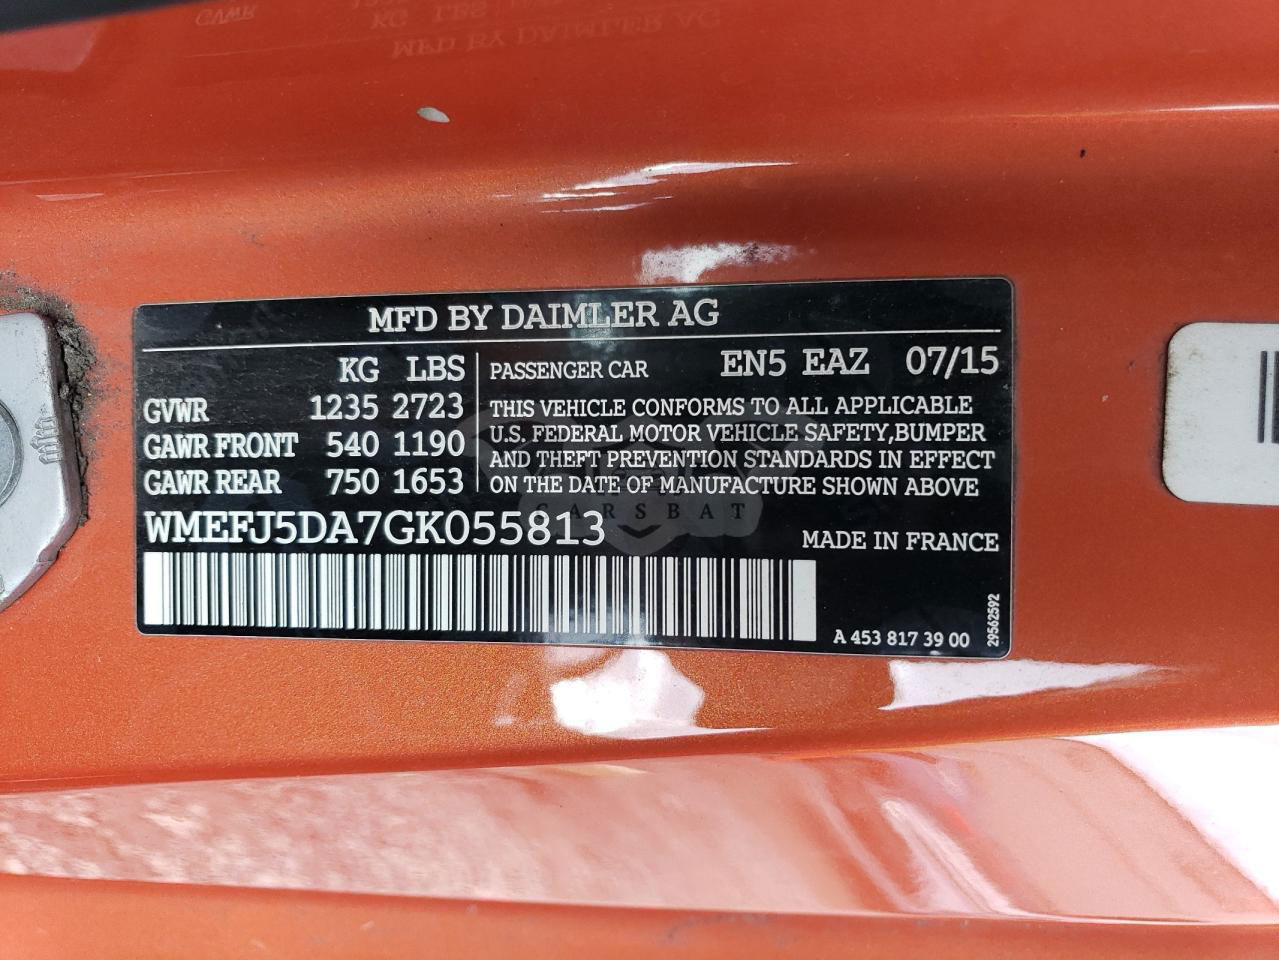 MFD BY DAIMLER AG
KG LBS
GVWR 1235 2723
GAWR FRONT 540 1190
GAWR REAR 750 1653
PASSENGER CAR EN5 EAZ 07/15
THIS VEHICLE CONFORMS TO ALL APPLICABLE
U.S. FEDERAL MOTOR VEHICLE SAFETY,BUMPER
AND THEFT PREVENTION STANDARDS IN EFFECT
ON THE DATE OF MANUFACTURE SHOWN ABOVE
CARSBAT
WMEFJ5DA7GK055813
MADE IN FRANCE
A 453 817 39 00
29562592